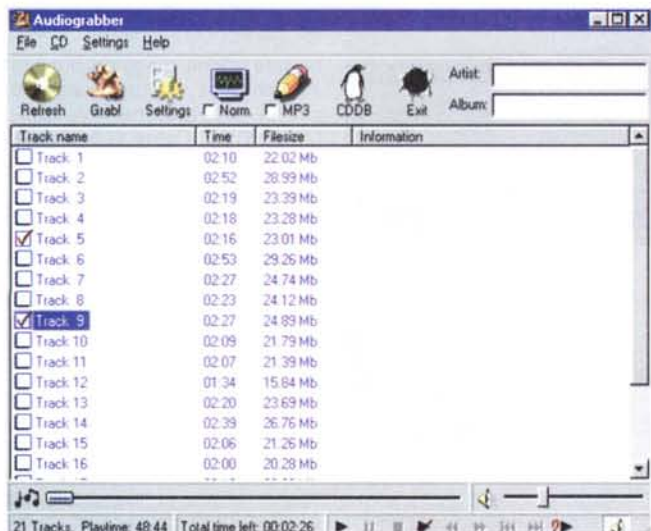 Audiograbber
File CD Settings Help
Refresh Grab! Settings Norm. MP3 CDDB Exit
Artist:
Album:
Track name Time Filesize Information
Track 1 02:10 22.02 Mb
Track 2 02:52 28.99 Mb
Track 3 02:19 23.39 Mb
Track 4 02:18 23.28 Mb
Track 5 02:16 23.01 Mb
Track 6 02:53 29.26 Mb
Track 7 02:27 24.74 Mb
Track 8 02:23 24.12 Mb
Track 9 02:27 24.89 Mb
Track 10 02:09 21.79 Mb
Track 11 02:07 21.39 Mb
Track 12 01:34 15.84 Mb
Track 13 02:20 23.69 Mb
Track 14 02:39 26.76 Mb
Track 15 02:06 21.26 Mb
Track 16 02:00 20.28 Mb
21 Tracks Playtime: 48:44 Total time left: 00:02:26